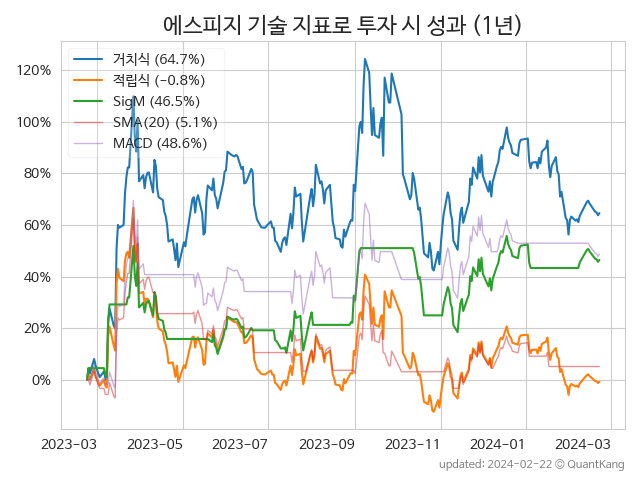 에스피지 기술 지표로 투자 시 성과 (1년)
거치식 (64.7%)
적립식 (−0.8%)
SigM (46.5%)
SMA(20) (5.1%)
MACD (48.6%)
120%
100%
80%
60%
40%
20%
0%
2023-03 2023-05 2023-07 2023-09 2023-11 2024-01 2024-03
updated: 2024-02-22 © QuantKang